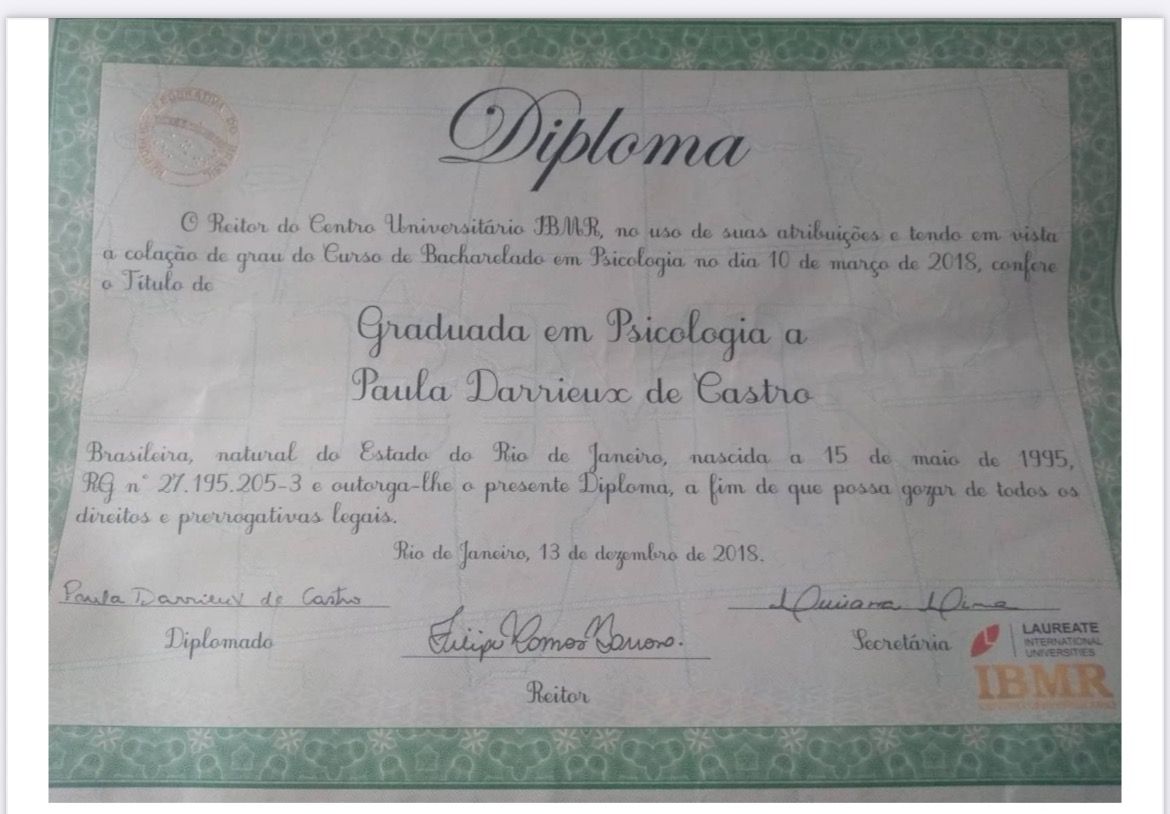 Diploma
O Reitor do Centro Universitário IBMR, no uso de suas atribuições e tendo em vista
a colação de grau do Curso de Bacharelado em Psicologia no dia 10 de março de 2018, confere
o Título de
Graduada em Psicologia a
Paula Darrieux de Castro
Brasileira, natural do Estado do Rio de Janeiro, nascida a 15 de maio de 1995,
RG nº 27.195.205-3 e outorga-lhe o presente Diploma, a fim de que possa gozar de todos os
direitos e prerrogativas legais.
Rio de Janeiro, 13 de dezembro de 2018.
Paula Darrieux de Castro
Diplomado
Filipe Ramos
Reitor
Secretária
LAUREATE
INTERNATIONAL
UNIVERSITIES
IBMR